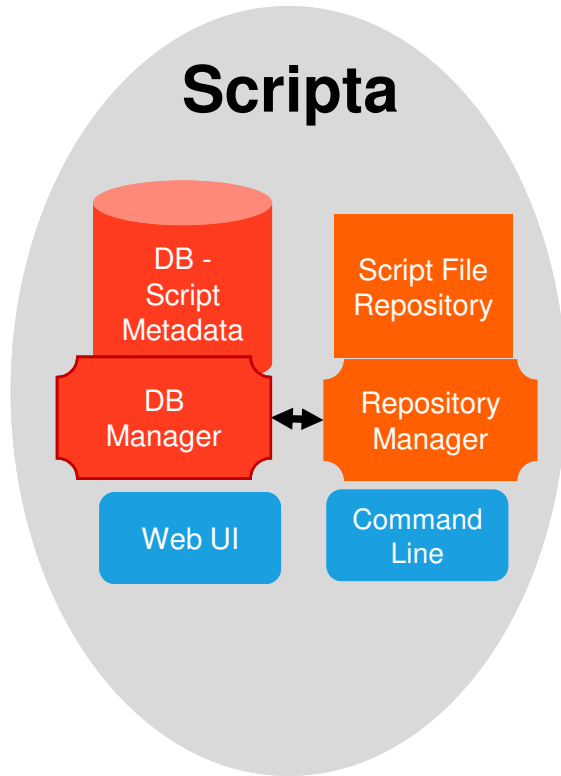 Scripta
DB -
Script
Metadata
Script File
Repository
DB
Manager
Repository
Manager
Web UI
Command
Line